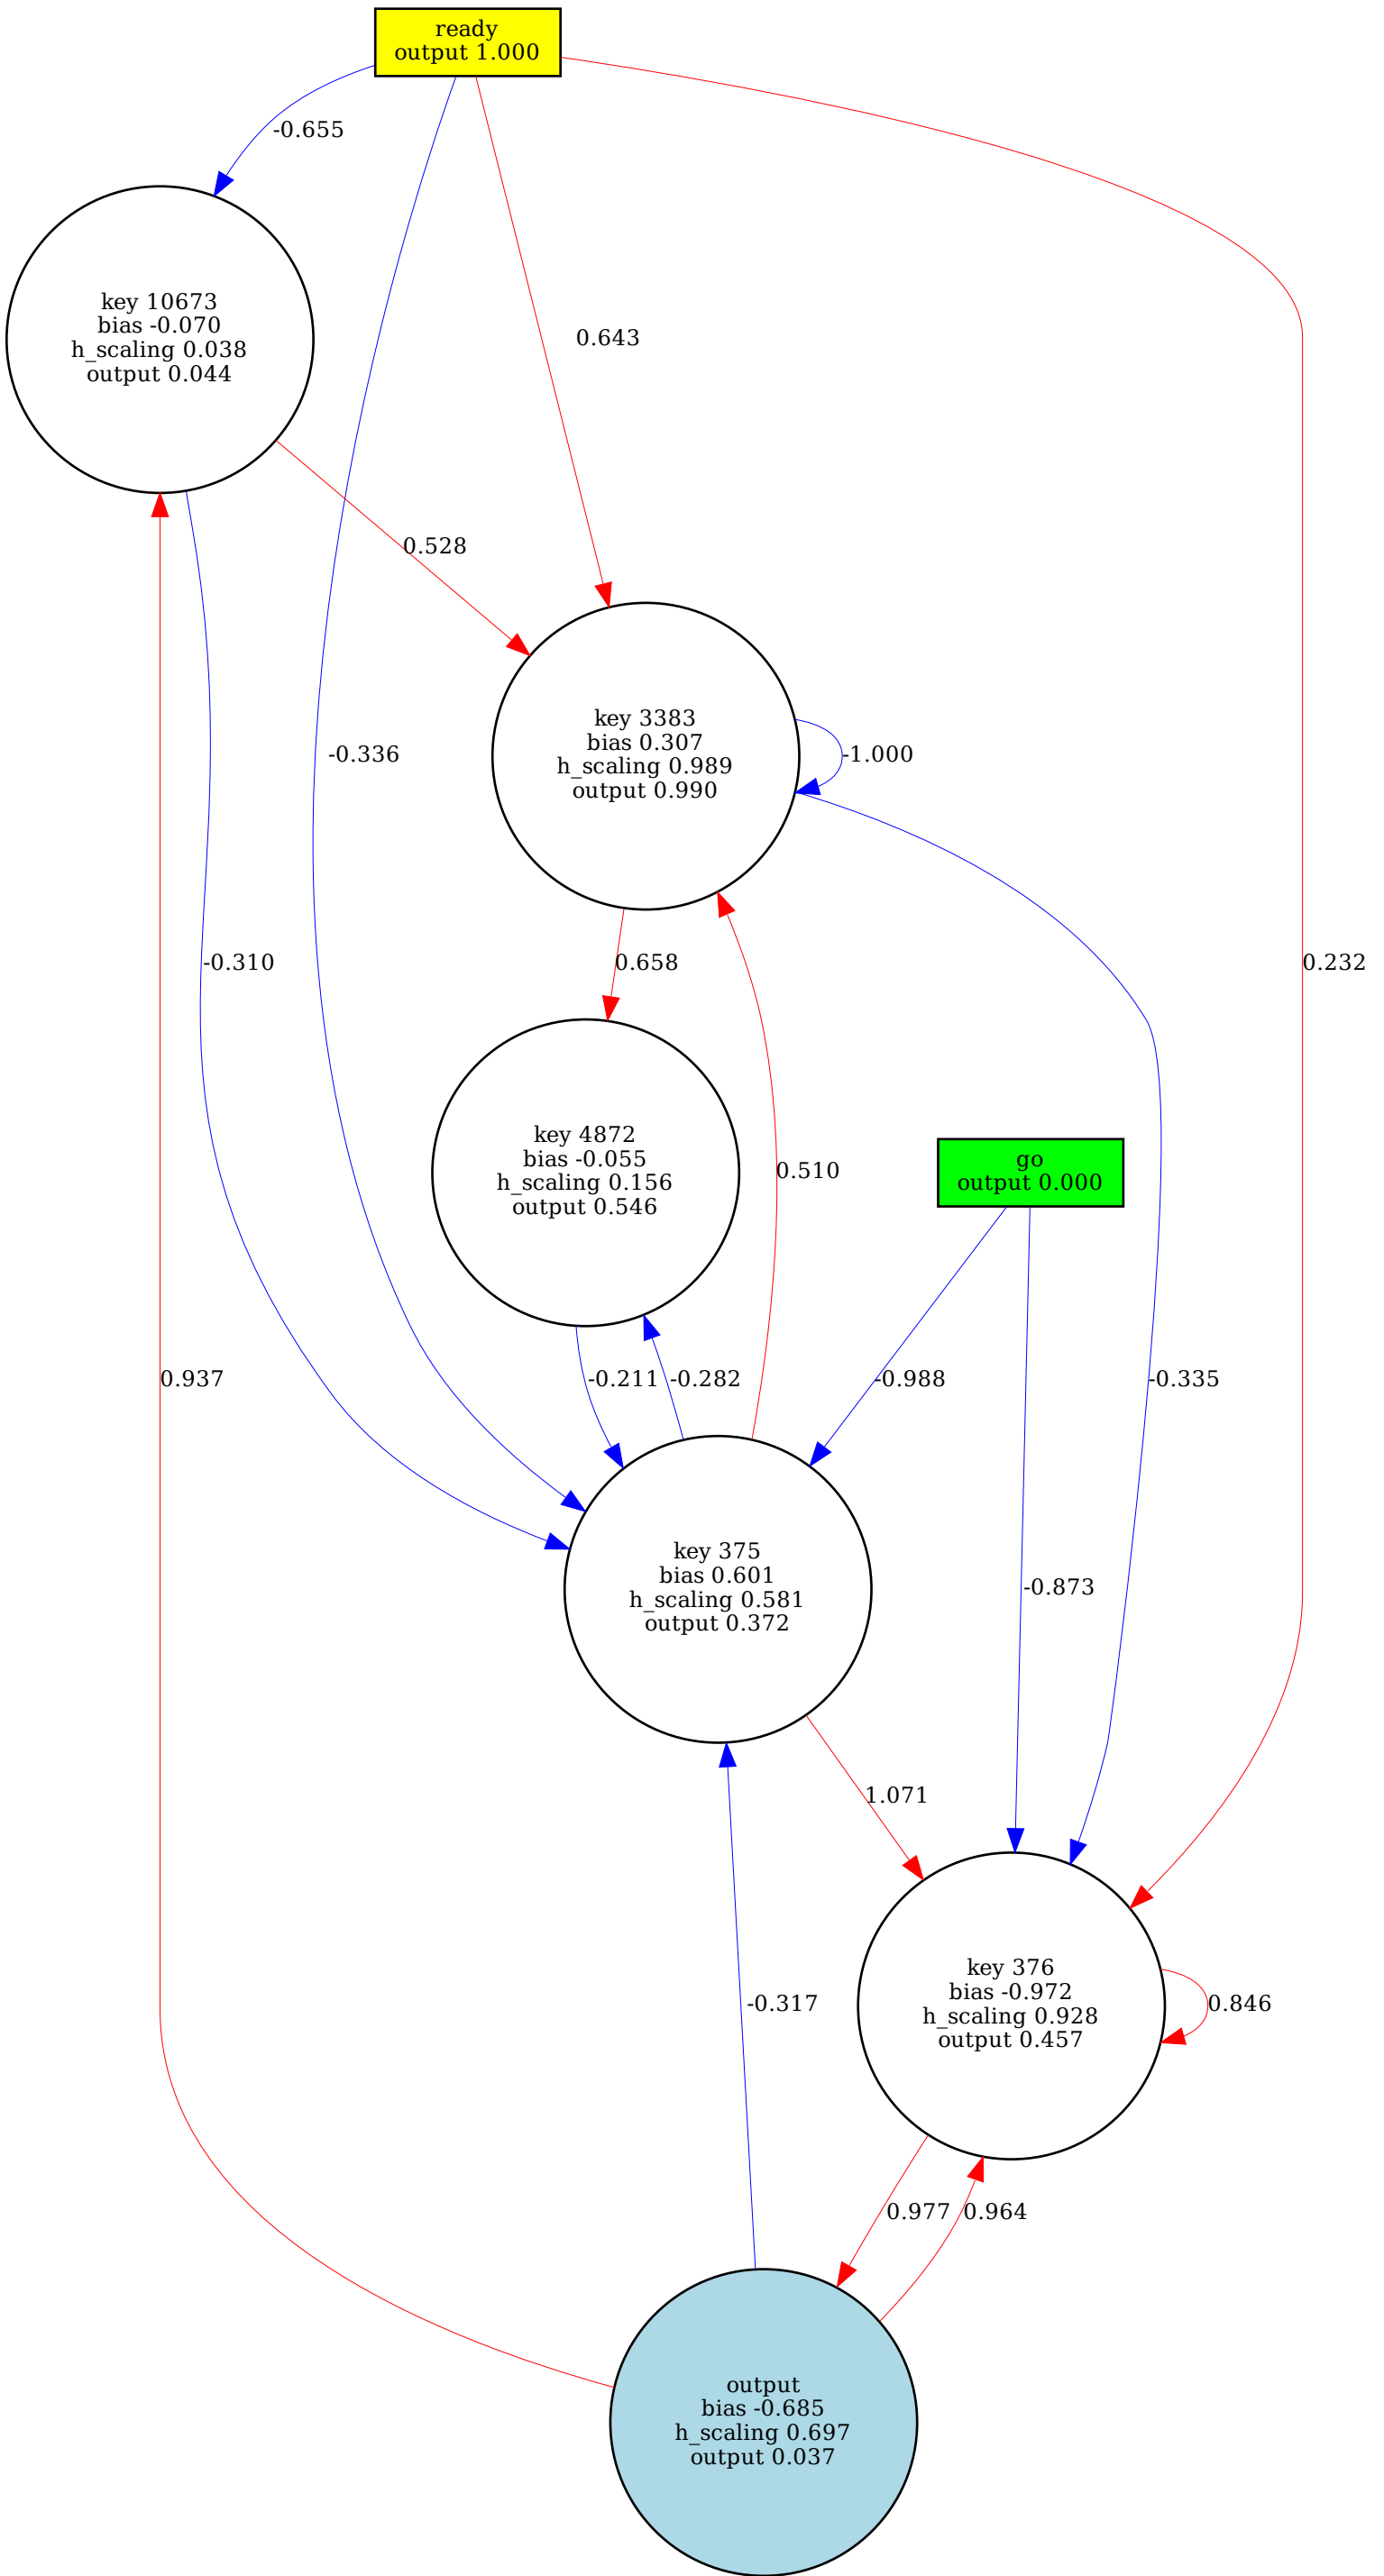 ready
output 1.000
-0.655
key 10673
bias -0.070
h_scaling 0.038
output 0.044
0.643
0.528
-0.336
key 3383
bias 0.307
h_scaling 0.989
output 0.990
-1.000
-0.310
0.658
0.232
key 4872
bias -0.055
h_scaling 0.156
output 0.546
0.510
go
output 0.000
0.937
-0.211
-0.282
-0.988
-0.335
key 375
bias 0.601
h_scaling 0.581
output 0.372
-0.873
1.071
key 376
bias -0.972
h_scaling 0.928
output 0.457
-0.317
0.846
0.977
0.964
output
bias -0.685
h_scaling 0.697
output 0.037